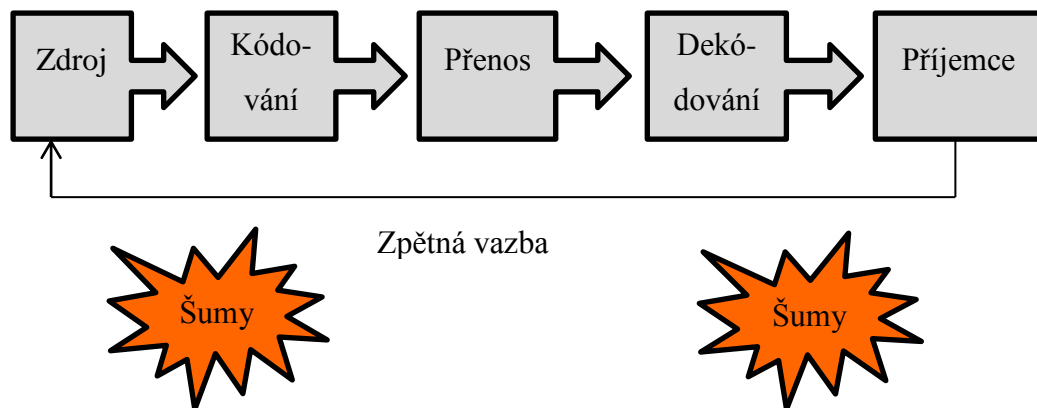 Zdroj
Kódo-
vání
Přenos
Dekó-
dování
Příjemce
Zpětná vazba
Šumy
Šumy